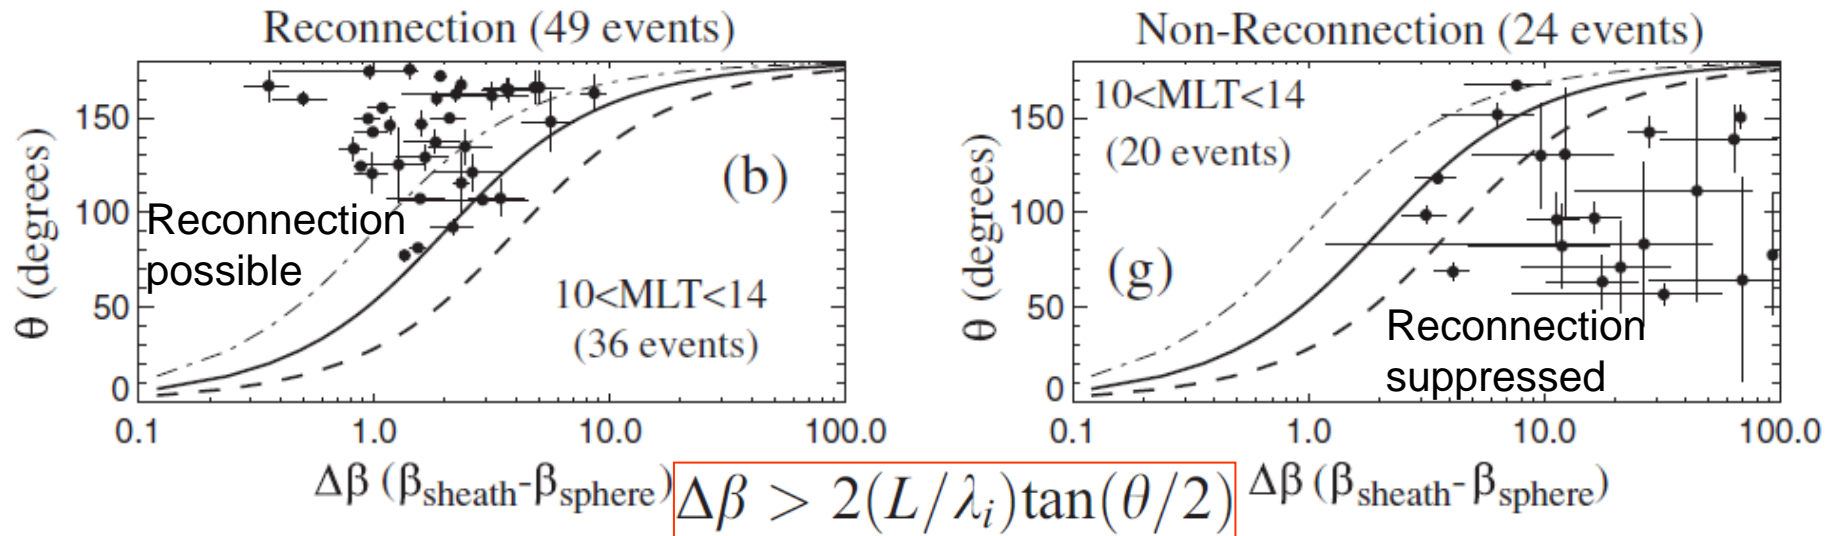 Reconnection (49 events)
θ (degrees)
150
100
50
0
(b)
Reconnection
possible
10<MLT<14
(36 events)
0.1 1.0 10.0 100.0
Δβ (βsheath-βsphere)
Non-Reconnection (24 events)
θ (degrees)
150
100
50
0
10<MLT<14
(20 events)
(g)
Reconnection
suppressed
0.1 1.0 10.0 100.0
Δβ (βsheath-βsphere)
Δβ > 2(L/λi)tan(θ/2)